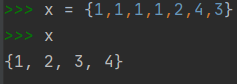 >>> x = {1,1,1,1,2,4,3}
>>> x
{1, 2, 3, 4}